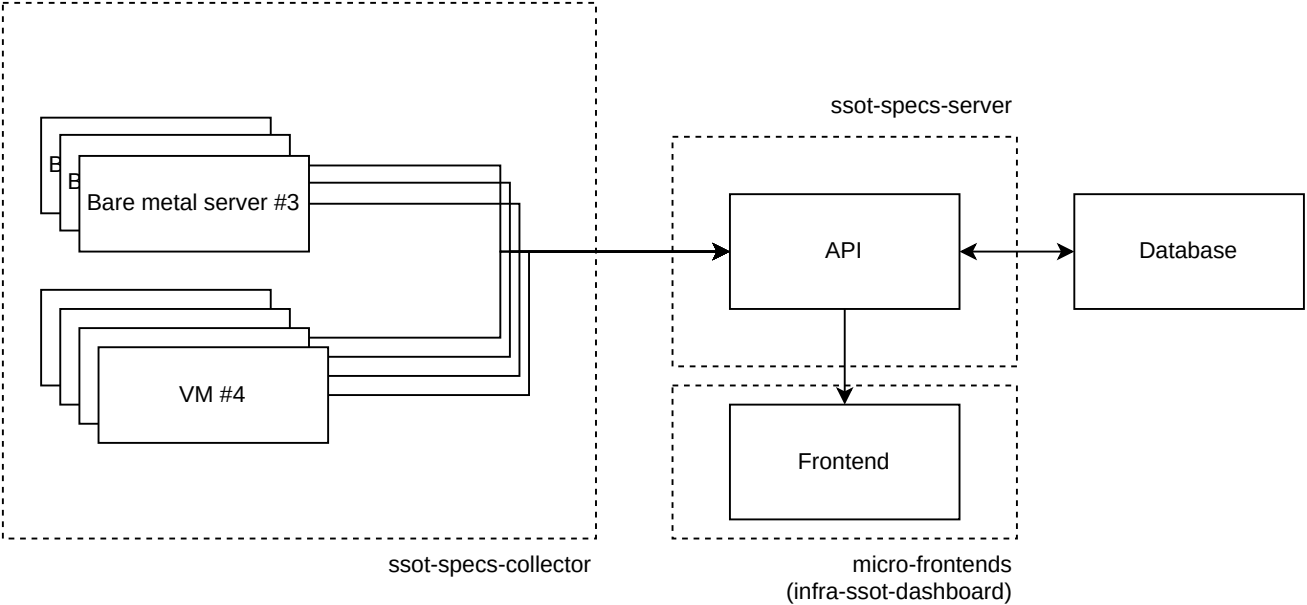 ssot-specs-server
B
B
Bare metal server #3
API
Database
VM #4
Frontend
ssot-specs-collector
micro-frontends
(infra-ssot-dashboard)